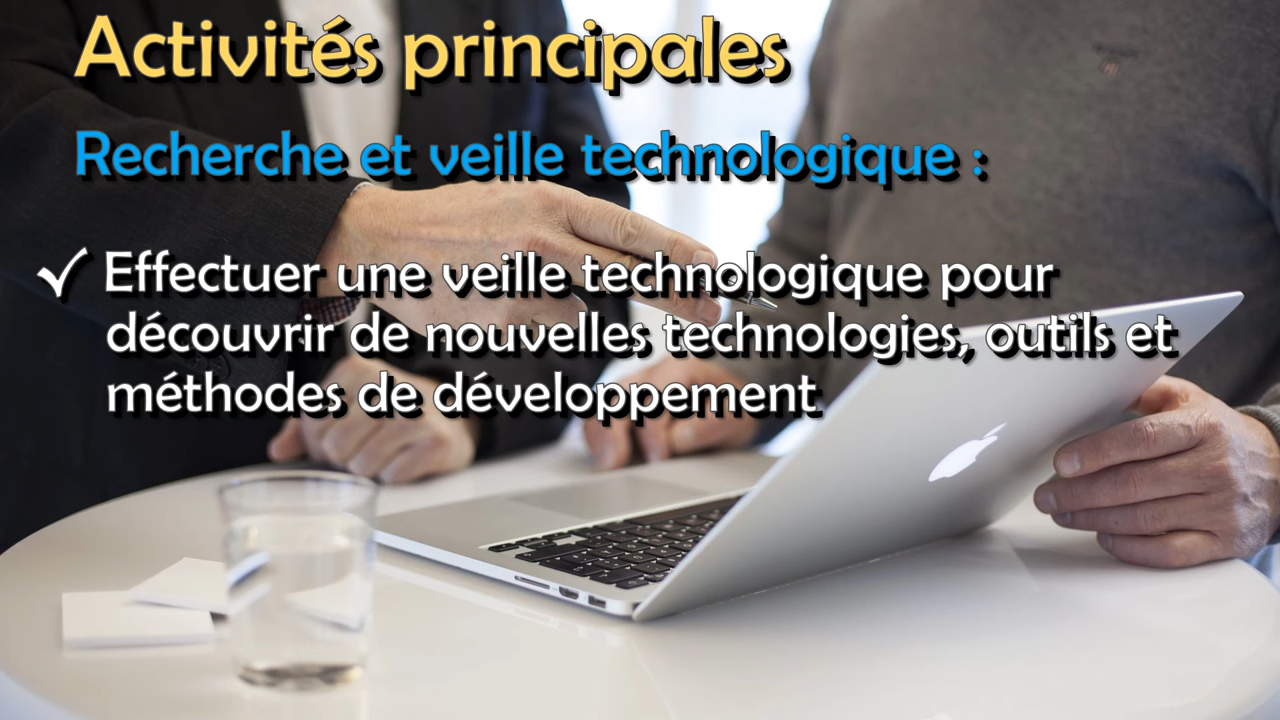 Activités principales
Recherche et veille technologique :
✓ Effectuer une veille technologique pour
découvrir de nouvelles technologies, outils et
méthodes de développement